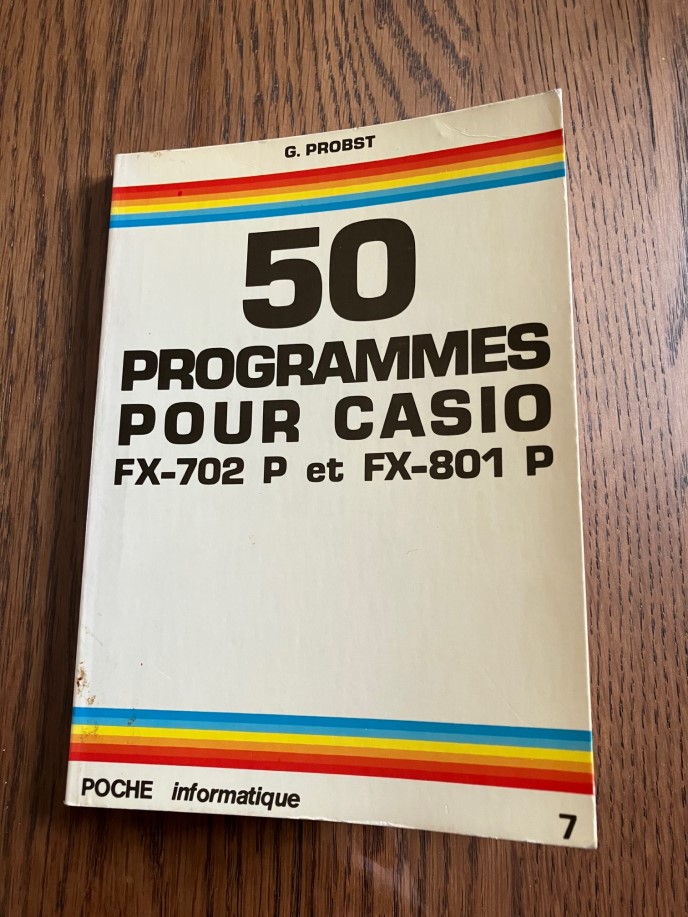 G. PROBST
50
PROGRAMMES
POUR CASIO
FX-702 P et FX-801 P
POCHE informatique
7